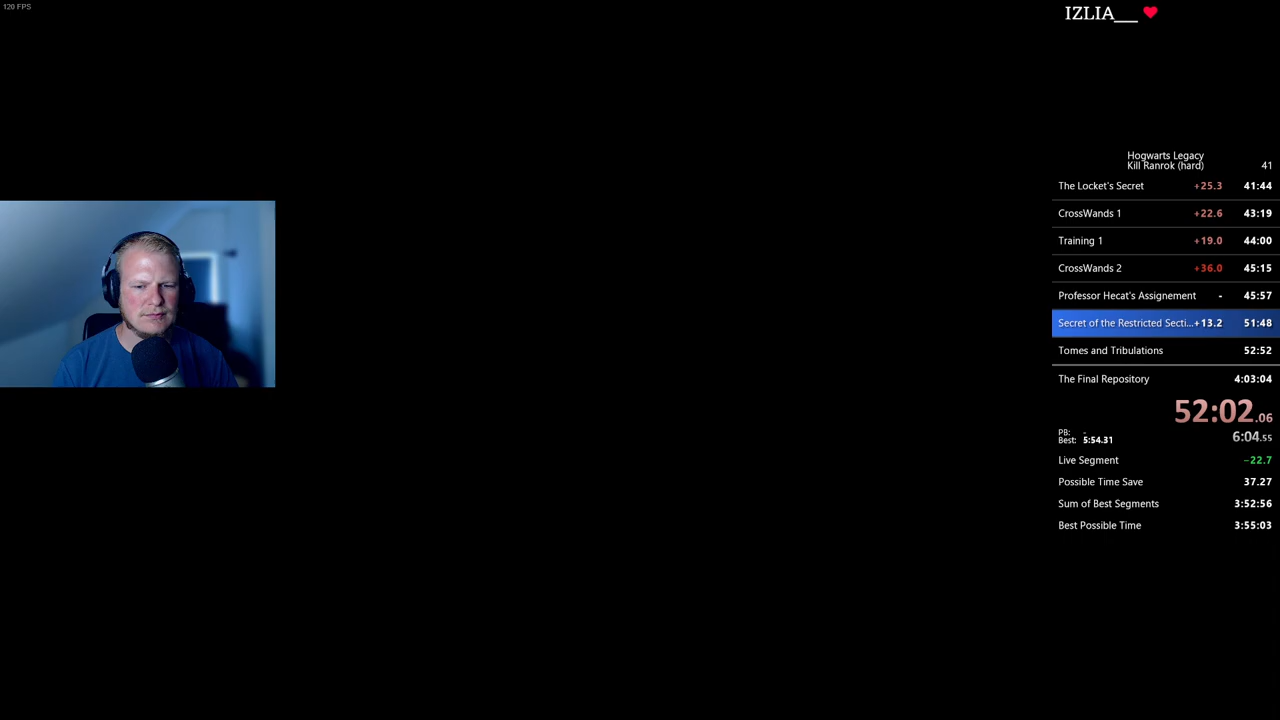 120 FPS
IZLIA__ ❤
Hogwarts Legacy
Kill Ranrok (hard) 41
The Locket's Secret +25.3 41:44
CrossWands 1 +22.6 43:19
Training 1 +19.0 44:00
CrossWands 2 +36.0 45:15
Professor Hecat's Assignement - 45:57
Secret of the Restricted Secti...+13.2 51:48
Tomes and Tribulations 52:52
The Final Repository 4:03:04
52:02.06
PB: -
Best: 5:54.31 6:04.55
Live Segment −22.7
Possible Time Save 37.27
Sum of Best Segments 3:52:56
Best Possible Time 3:55:03